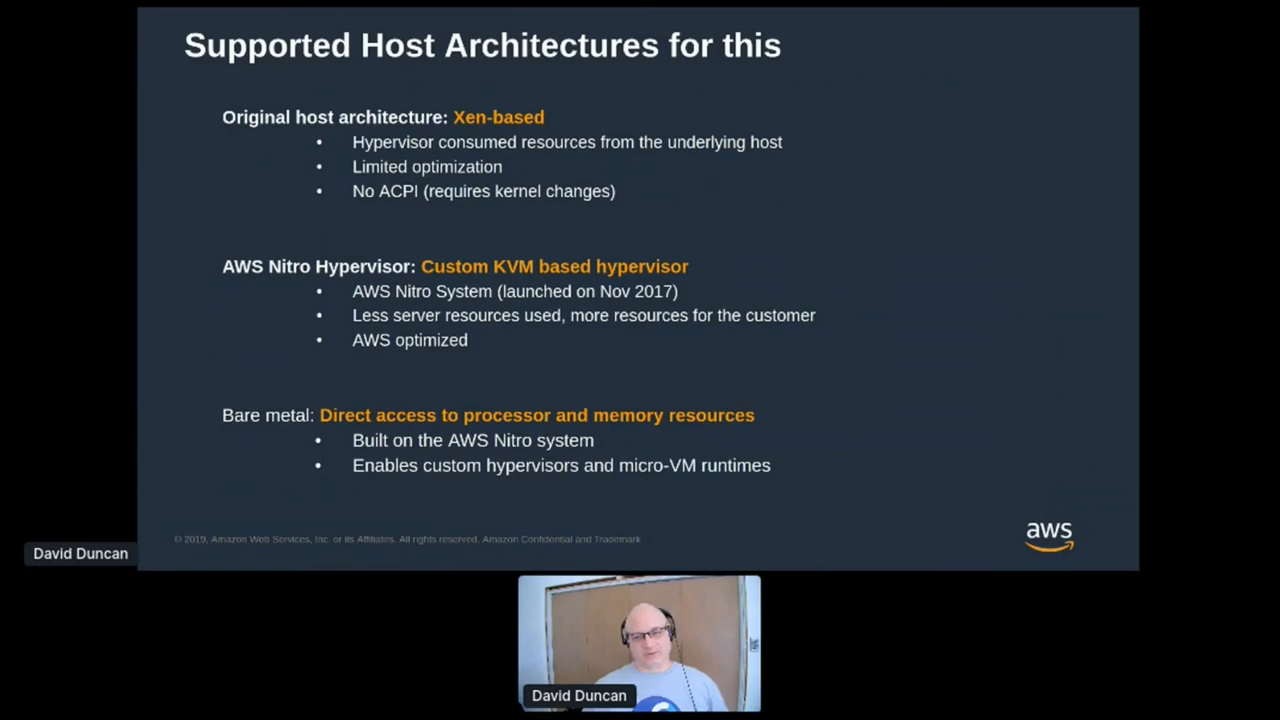 Supported Host Architectures for this
Original host architecture: Xen-based
• Hypervisor consumed resources from the underlying host
• Limited optimization
• No ACPI (requires kernel changes)
AWS Nitro Hypervisor: Custom KVM based hypervisor
• AWS Nitro System (launched on Nov 2017)
• Less server resources used, more resources for the customer
• AWS optimized
Bare metal: Direct access to processor and memory resources
• Built on the AWS Nitro system
• Enables custom hypervisors and micro-VM runtimes
© 2019, Amazon Web Services, Inc. or its Affiliates. All rights reserved. Amazon Confidential and Trademark
aws
David Duncan
David Duncan